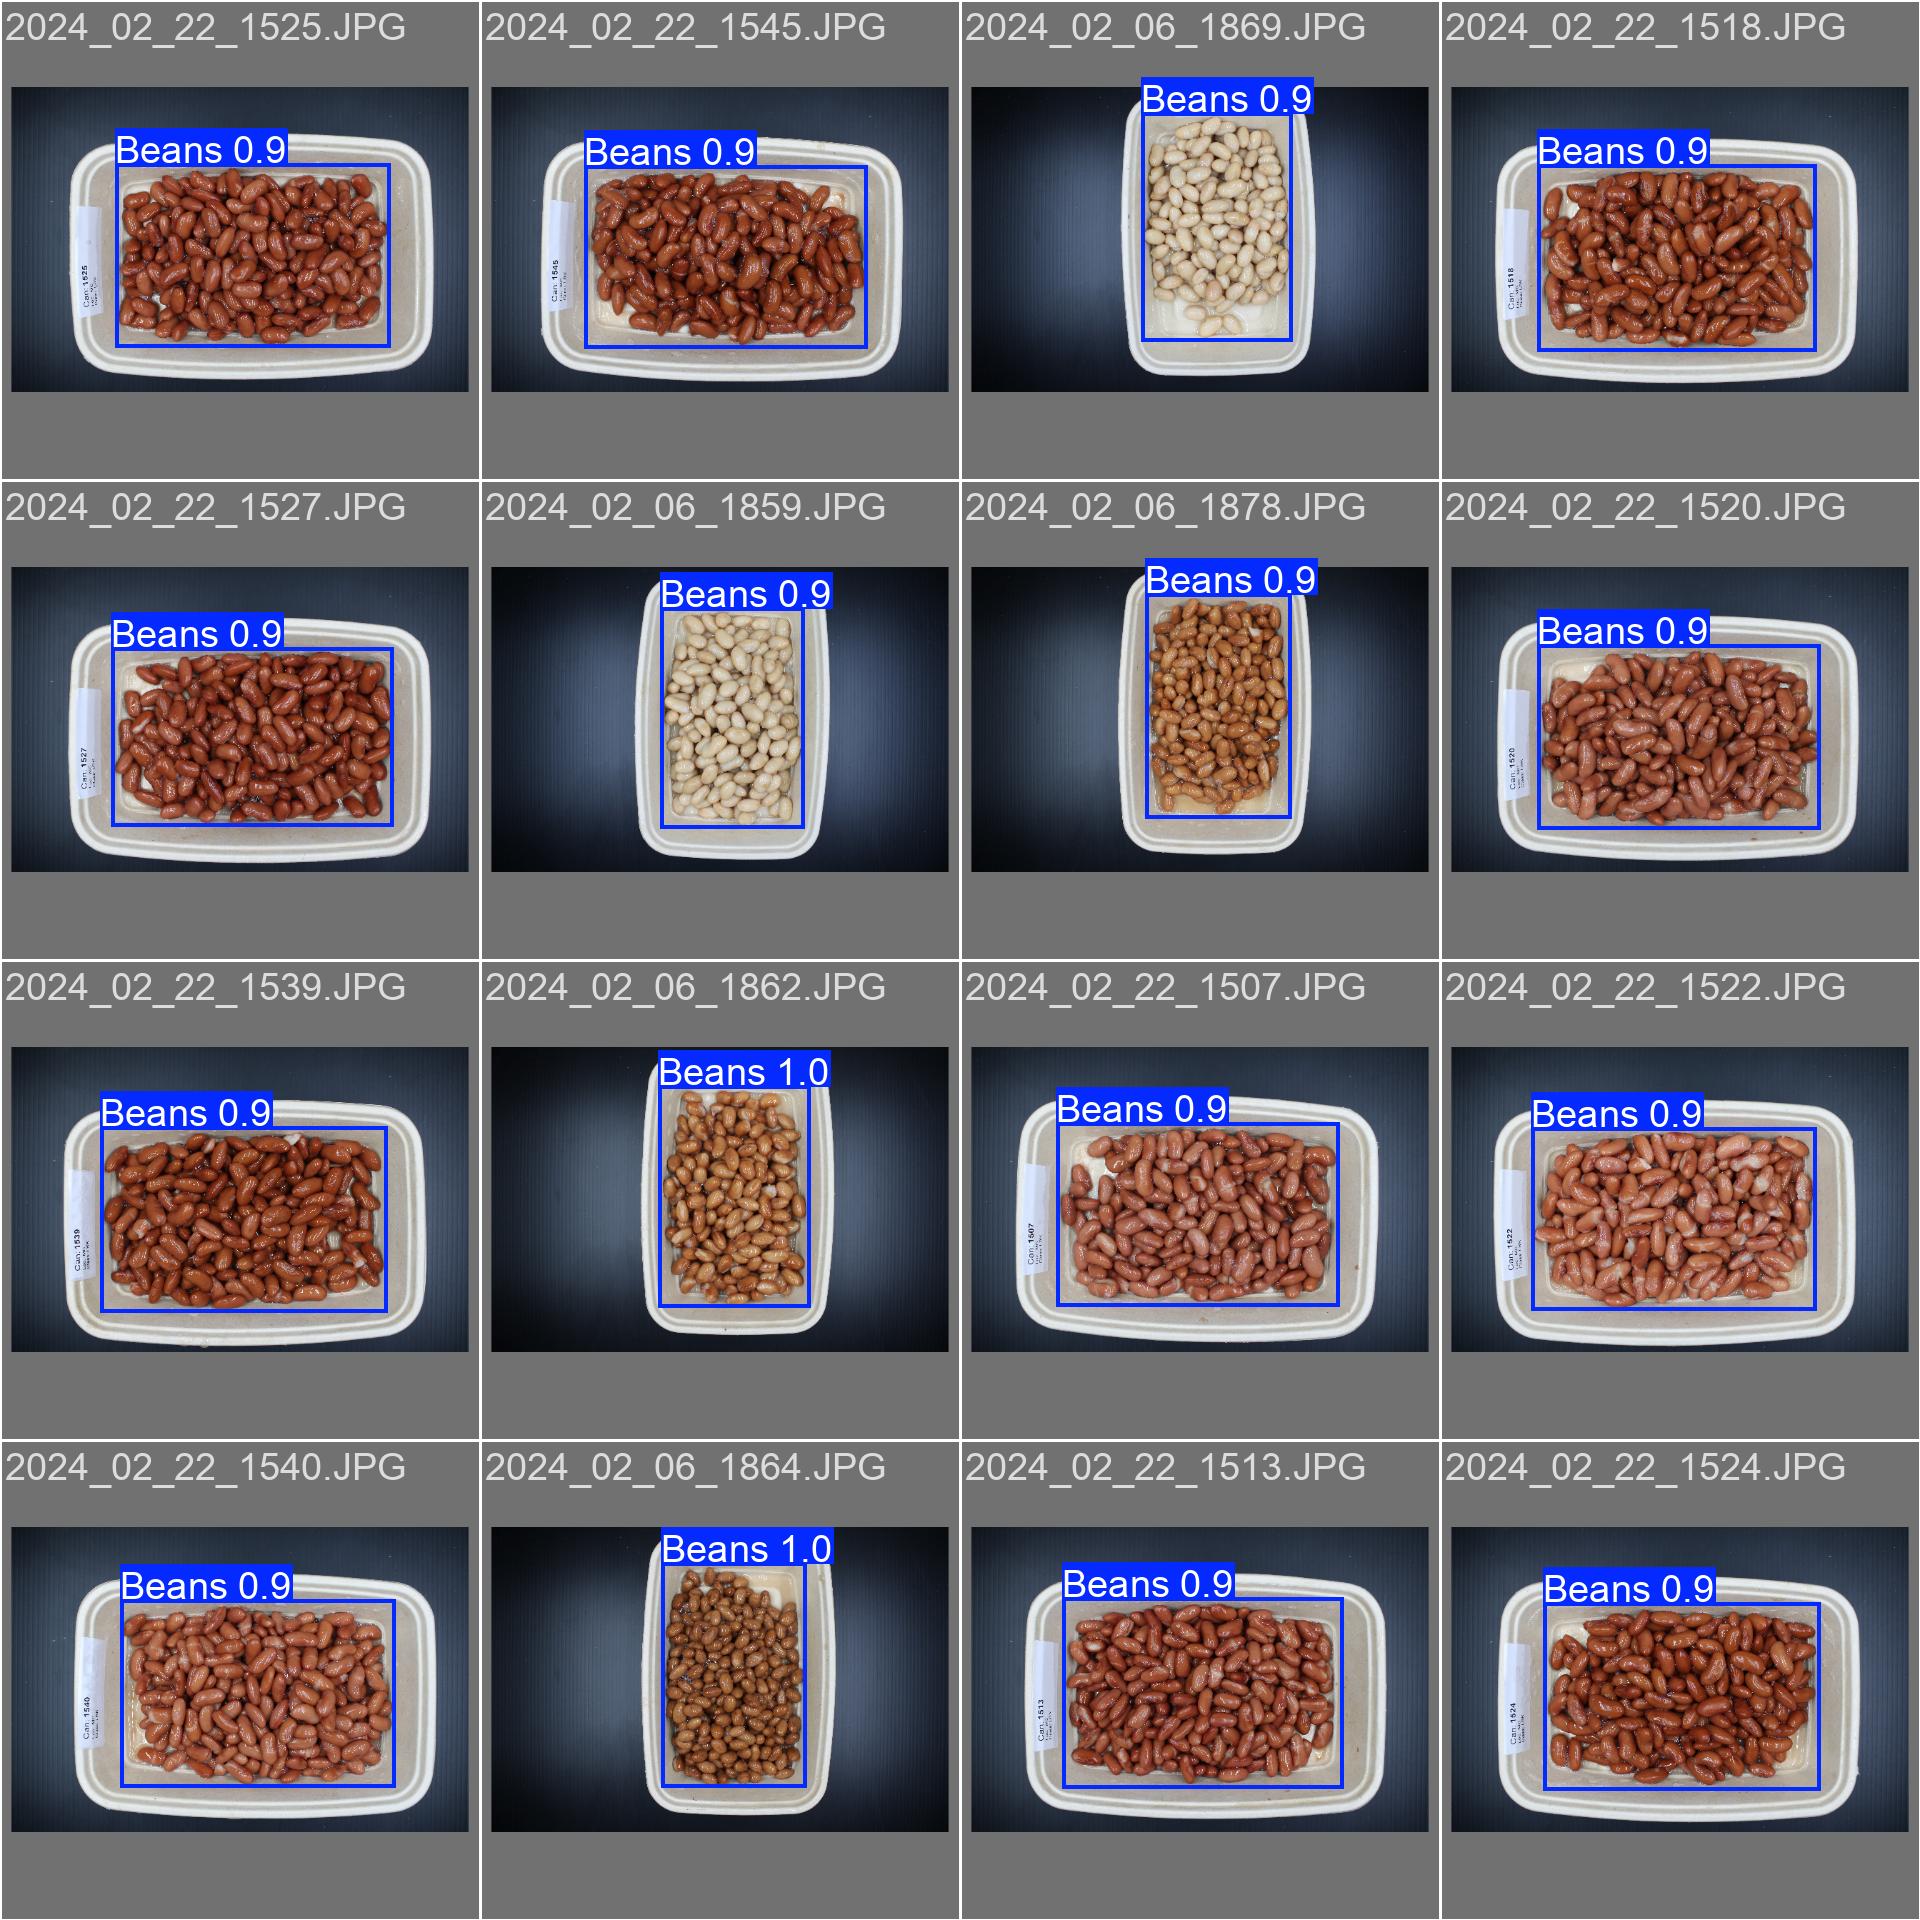 2024_02_22_1525.JPG
Beans 0.9
Can: 1525
2024_02_22_1545.JPG
Beans 0.9
Can: 1545
2024_02_06_1869.JPG
Beans 0.9
2024_02_22_1518.JPG
Beans 0.9
Can: 1518
2024_02_22_1527.JPG
Beans 0.9
Can: 1527
2024_02_06_1859.JPG
Beans 0.9
2024_02_06_1878.JPG
Beans 0.9
2024_02_22_1520.JPG
Beans 0.9
Can: 1520
2024_02_22_1539.JPG
Beans 0.9
Can: 1539
2024_02_06_1862.JPG
Beans 1.0
2024_02_22_1507.JPG
Beans 0.9
Can: 1507
2024_02_22_1522.JPG
Beans 0.9
Can: 1522
2024_02_22_1540.JPG
Beans 0.9
Can: 1540
2024_02_06_1864.JPG
Beans 1.0
2024_02_22_1513.JPG
Beans 0.9
Can: 1513
2024_02_22_1524.JPG
Beans 0.9
Can: 1524